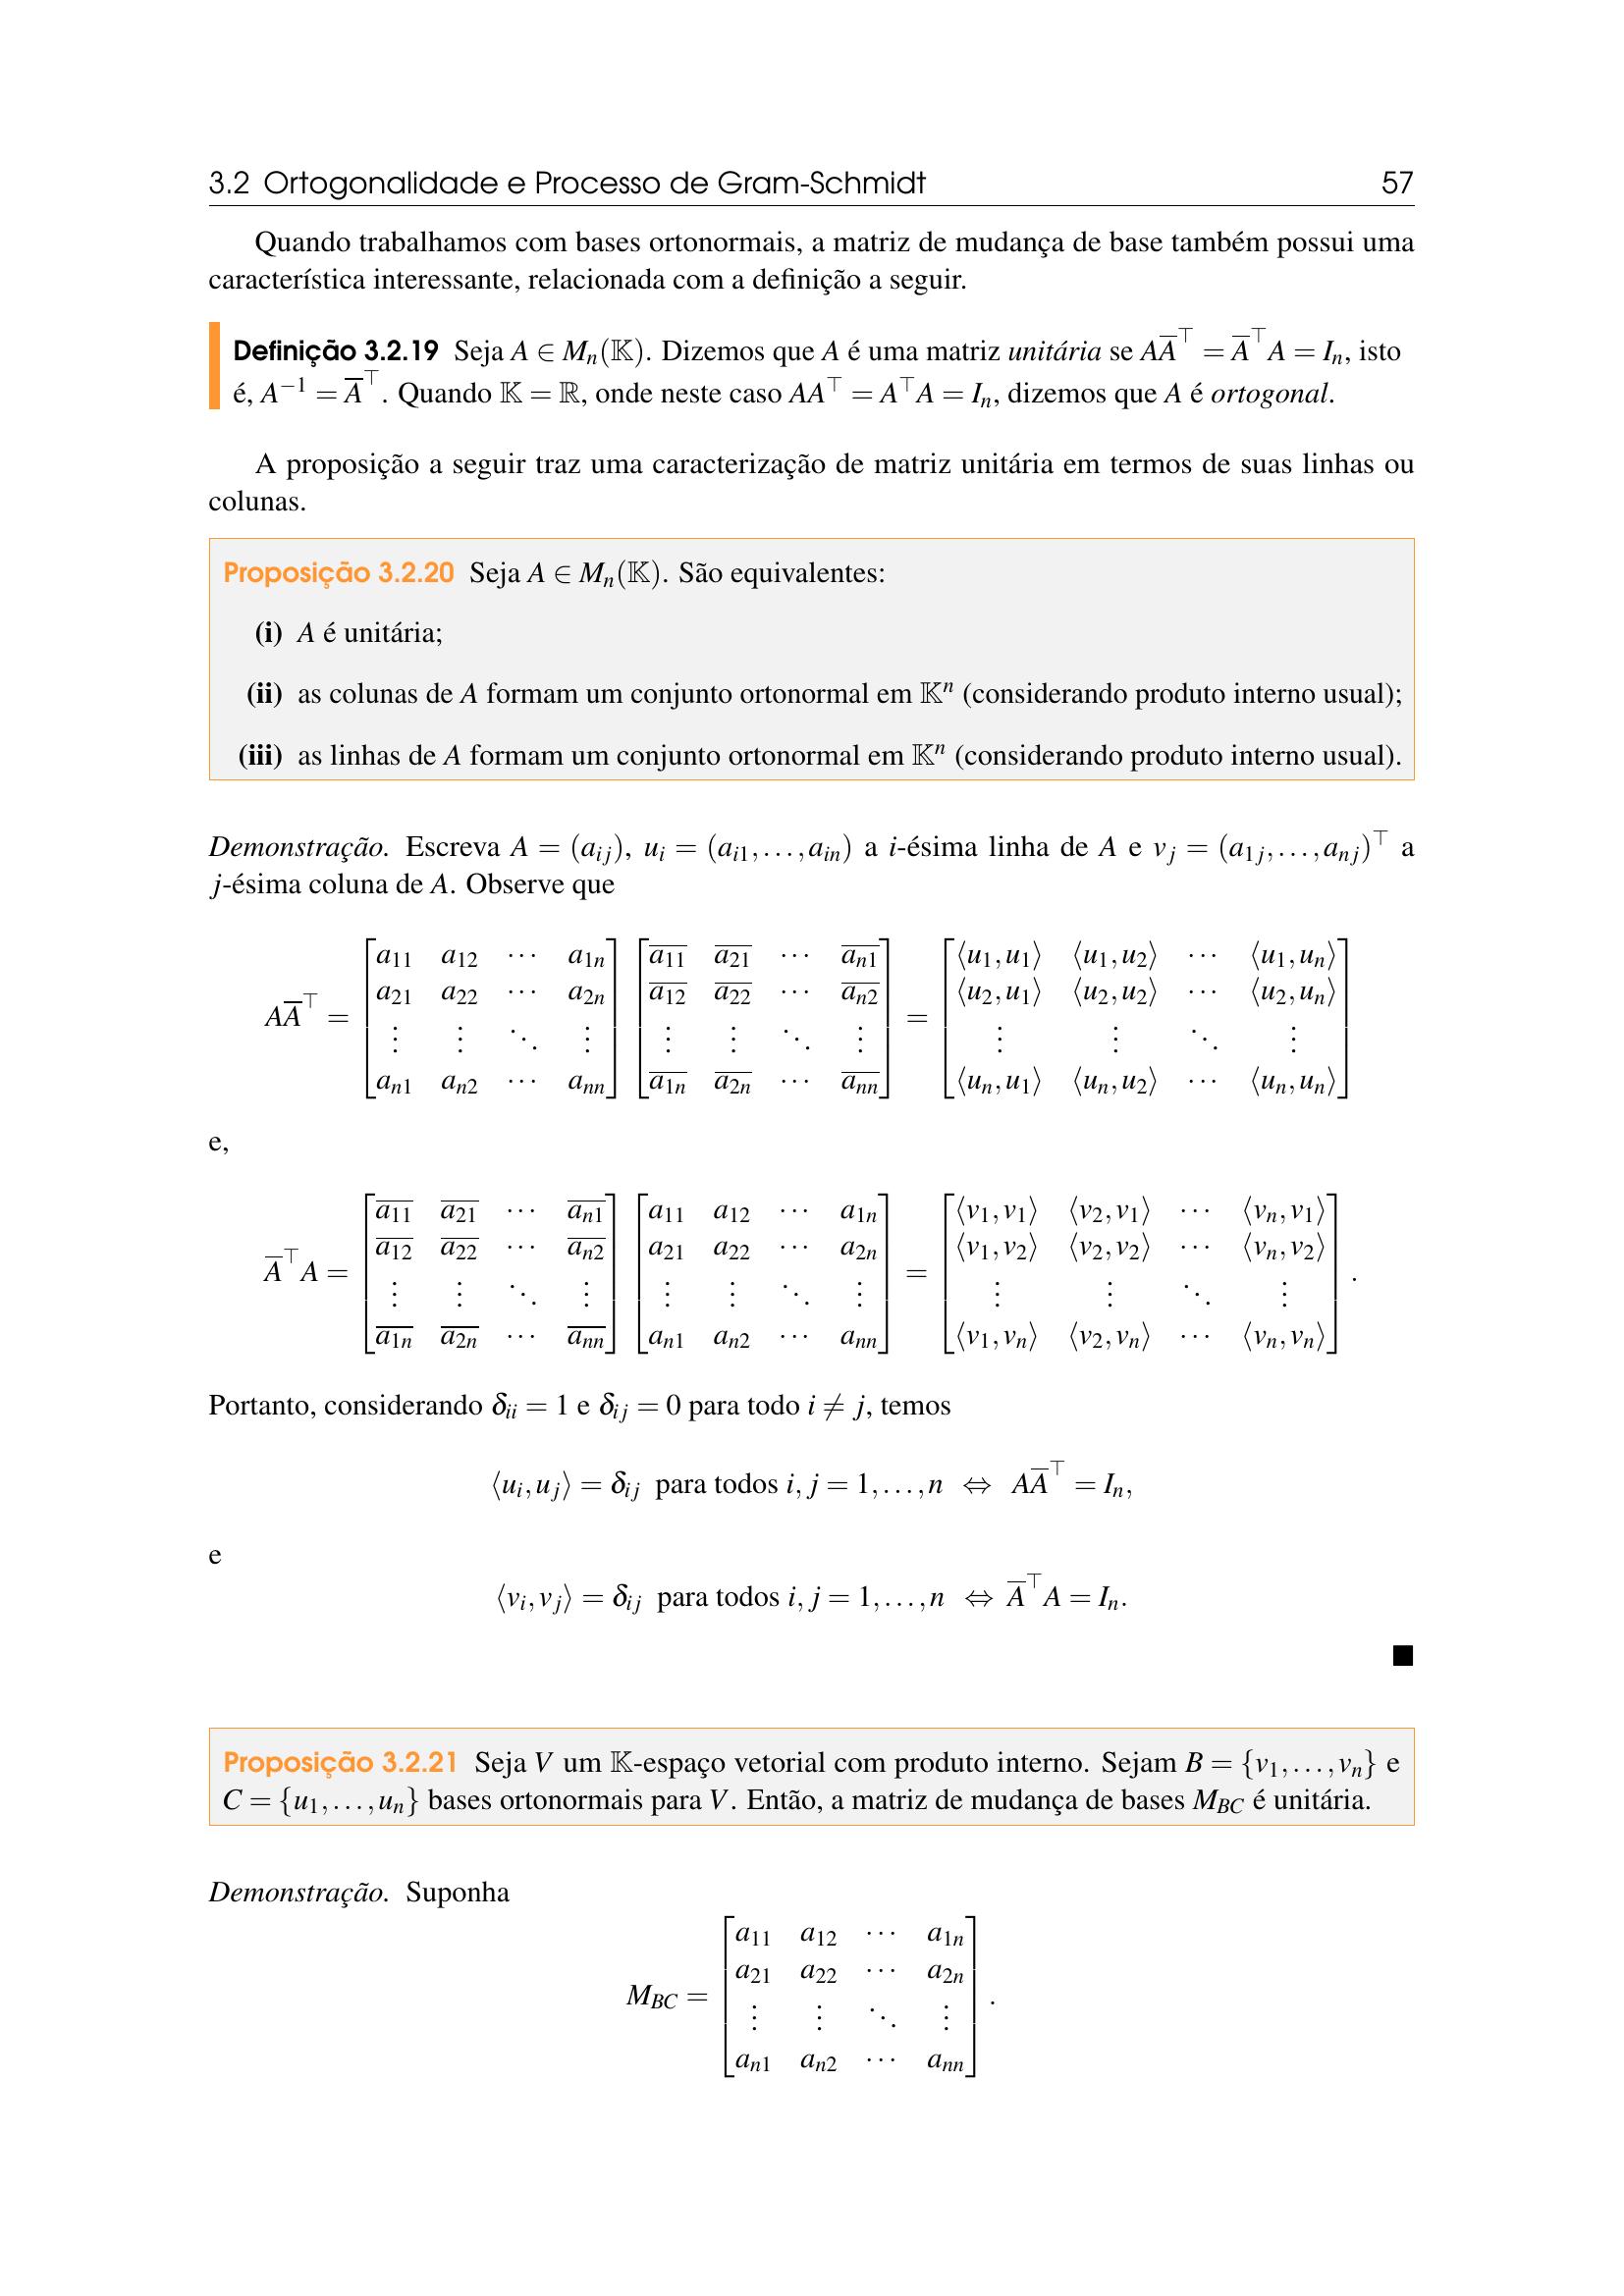 3.2 Ortogonalidade e Processo de Gram-Schmidt 57
Quando trabalhamos com bases ortonormais, a matriz de mudança de base também possui uma
característica interessante, relacionada com a definição a seguir.
Definição 3.2.19 Seja $A \in M_n(\mathbb{K})$. Dizemos que $A$ é uma matriz unitária se $A\overline{A}^\top = \overline{A}^\top A = I_n$, isto
é, $A^{-1} = \overline{A}^\top$. Quando $\mathbb{K} = \mathbb{R}$, onde neste caso $AA^\top = A^\top A = I_n$, dizemos que $A$ é ortogonal.
A proposição a seguir traz uma caracterização de matriz unitária em termos de suas linhas ou
colunas.
Proposição 3.2.20 Seja $A \in M_n(\mathbb{K})$. São equivalentes:
(i) $A$ é unitária;
(ii) as colunas de $A$ formam um conjunto ortonormal em $\mathbb{K}^n$ (considerando produto interno usual);
(iii) as linhas de $A$ formam um conjunto ortonormal em $\mathbb{K}^n$ (considerando produto interno usual).
Demonstração. Escreva $A = (a_{ij})$, $u_i = (a_{i1}, \ldots, a_{in})$ a $i$-ésima linha de $A$ e $v_j = (a_{1j}, \ldots, a_{nj})^\top$ a
$j$-ésima coluna de $A$. Observe que
$A\overline{A}^\top = \begin{bmatrix} a_{11} & a_{12} & \cdots & a_{1n} \\ a_{21} & a_{22} & \cdots & a_{2n} \\ \vdots & \vdots & \ddots & \vdots \\ a_{n1} & a_{n2} & \cdots & a_{nn} \end{bmatrix} \begin{bmatrix} \overline{a_{11}} & \overline{a_{21}} & \cdots & \overline{a_{n1}} \\ \overline{a_{12}} & \overline{a_{22}} & \cdots & \overline{a_{n2}} \\ \vdots & \vdots & \ddots & \vdots \\ \overline{a_{1n}} & \overline{a_{2n}} & \cdots & \overline{a_{nn}} \end{bmatrix} = \begin{bmatrix} \langle u_1, u_1 \rangle & \langle u_1, u_2 \rangle & \cdots & \langle u_1, u_n \rangle \\ \langle u_2, u_1 \rangle & \langle u_2, u_2 \rangle & \cdots & \langle u_2, u_n \rangle \\ \vdots & \vdots & \ddots & \vdots \\ \langle u_n, u_1 \rangle & \langle u_n, u_2 \rangle & \cdots & \langle u_n, u_n \rangle \end{bmatrix}$
e,
$\overline{A}^\top A = \begin{bmatrix} \overline{a_{11}} & \overline{a_{21}} & \cdots & \overline{a_{n1}} \\ \overline{a_{12}} & \overline{a_{22}} & \cdots & \overline{a_{n2}} \\ \vdots & \vdots & \ddots & \vdots \\ \overline{a_{1n}} & \overline{a_{2n}} & \cdots & \overline{a_{nn}} \end{bmatrix} \begin{bmatrix} a_{11} & a_{12} & \cdots & a_{1n} \\ a_{21} & a_{22} & \cdots & a_{2n} \\ \vdots & \vdots & \ddots & \vdots \\ a_{n1} & a_{n2} & \cdots & a_{nn} \end{bmatrix} = \begin{bmatrix} \langle v_1, v_1 \rangle & \langle v_2, v_1 \rangle & \cdots & \langle v_n, v_1 \rangle \\ \langle v_1, v_2 \rangle & \langle v_2, v_2 \rangle & \cdots & \langle v_n, v_2 \rangle \\ \vdots & \vdots & \ddots & \vdots \\ \langle v_1, v_n \rangle & \langle v_2, v_n \rangle & \cdots & \langle v_n, v_n \rangle \end{bmatrix}.$
Portanto, considerando $\delta_{ii} = 1$ e $\delta_{ij} = 0$ para todo $i \neq j$, temos
$\langle u_i, u_j \rangle = \delta_{ij}$ para todos $i, j = 1, \ldots, n \Leftrightarrow A\overline{A}^\top = I_n,$
e
$\langle v_i, v_j \rangle = \delta_{ij}$ para todos $i, j = 1, \ldots, n \Leftrightarrow \overline{A}^\top A = I_n.$
■
Proposição 3.2.21 Seja $V$ um $\mathbb{K}$-espaço vetorial com produto interno. Sejam $B = \{v_1, \ldots, v_n\}$ e
$C = \{u_1, \ldots, u_n\}$ bases ortonormais para $V$. Então, a matriz de mudança de bases $M_{BC}$ é unitária.
Demonstração. Suponha
$M_{BC} = \begin{bmatrix} a_{11} & a_{12} & \cdots & a_{1n} \\ a_{21} & a_{22} & \cdots & a_{2n} \\ \vdots & \vdots & \ddots & \vdots \\ a_{n1} & a_{n2} & \cdots & a_{nn} \end{bmatrix}.$